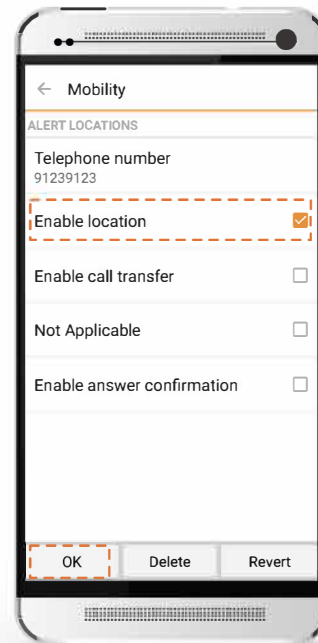 ← Mobility
ALERT LOCATIONS
Telephone number
91239123
Enable location
Enable call transfer
Not Applicable
Enable answer confirmation
OK Delete Revert